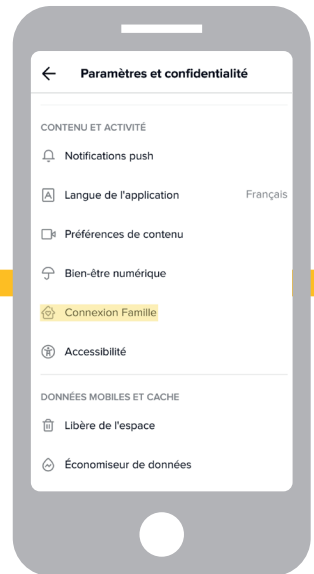 Paramètres et confidentialité
CONTENU ET ACTIVITÉ
Notifications push
Langue de l'application Français
Préférences de contenu
Bien-être numérique
Connexion Famille
Accessibilité
DONNÉES MOBILES ET CACHE
Libère de l'espace
Économiseur de données